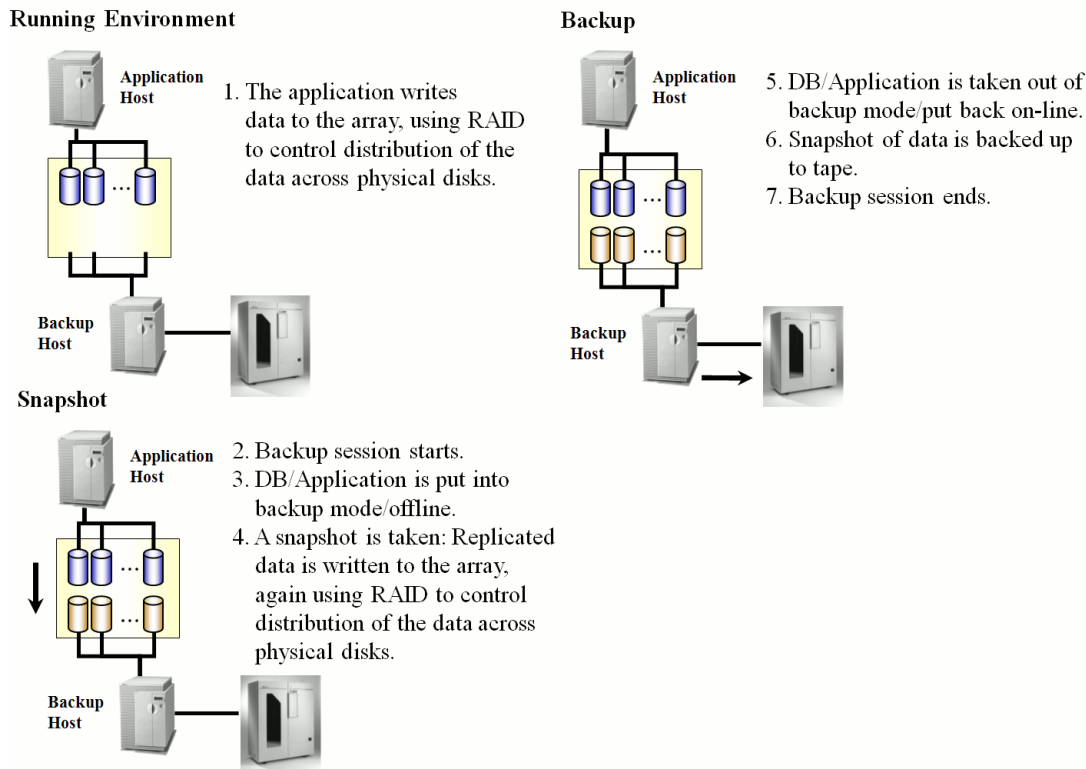 Running Environment
Application
Host
1. The application writes
data to the array, using RAID
to control distribution of the
data across physical disks.
...
Backup
Host
Snapshot
Application
Host
2. Backup session starts.
3. DB/Application is put into
backup mode/offline.
4. A snapshot is taken: Replicated
data is written to the array,
again using RAID to control
distribution of the data across
physical disks.
...
...
Backup
Host
Backup
Application
Host
5. DB/Application is taken out of
backup mode/put back on-line.
6. Snapshot of data is backed up
to tape.
7. Backup session ends.
...
...
Backup
Host